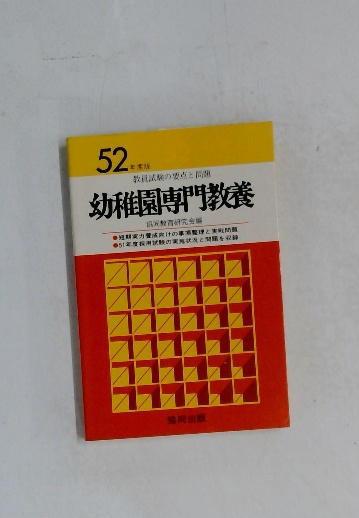 52年度版
教員試験の要点と問題
幼稚園専門教養
協同教育研究会編
●短期実力養成向けの事項整理と実戦問題
●51年度採用試験の実施状況と問題を収録
協同出版